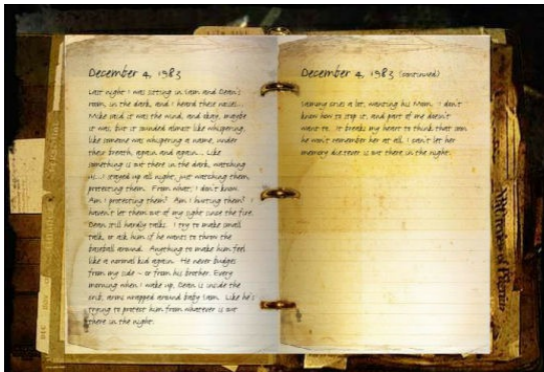 December 4, 1983
Last night I was sitting in Sam and Dean's
room, in the dark, and I heard these noises...
Mike said it was the wind, and okay, maybe
it was, but it sounded almost like whispering,
like someone was whispering a name, under
their breath, again and again... Like
something is out there in the dark, watching
us...I stayed up all night, just watching them,
protecting them. From what, I don't know.
Am I protecting them? Am I hurting them? I
haven't let them out of my sight since the fire.
Dean still hardly talks. I try to make small
talk, or ask him if he wants to throw the
baseball around. Anything to make him feel
like a normal kid again. He never budges
from my side - or from his brother. Every
morning when I wake up, Dean is inside the
crib, arms wrapped around baby Sam. Like he's
trying to protect him from whatever is out
there in the night.
December 4, 1983 (continued)
Sammy cries a lot, wanting his Mom. I don't
know how to stop it, and part of me doesn't
want to. It breaks my heart to think that soon
he won't remember her at all. I can't let her
memory die.